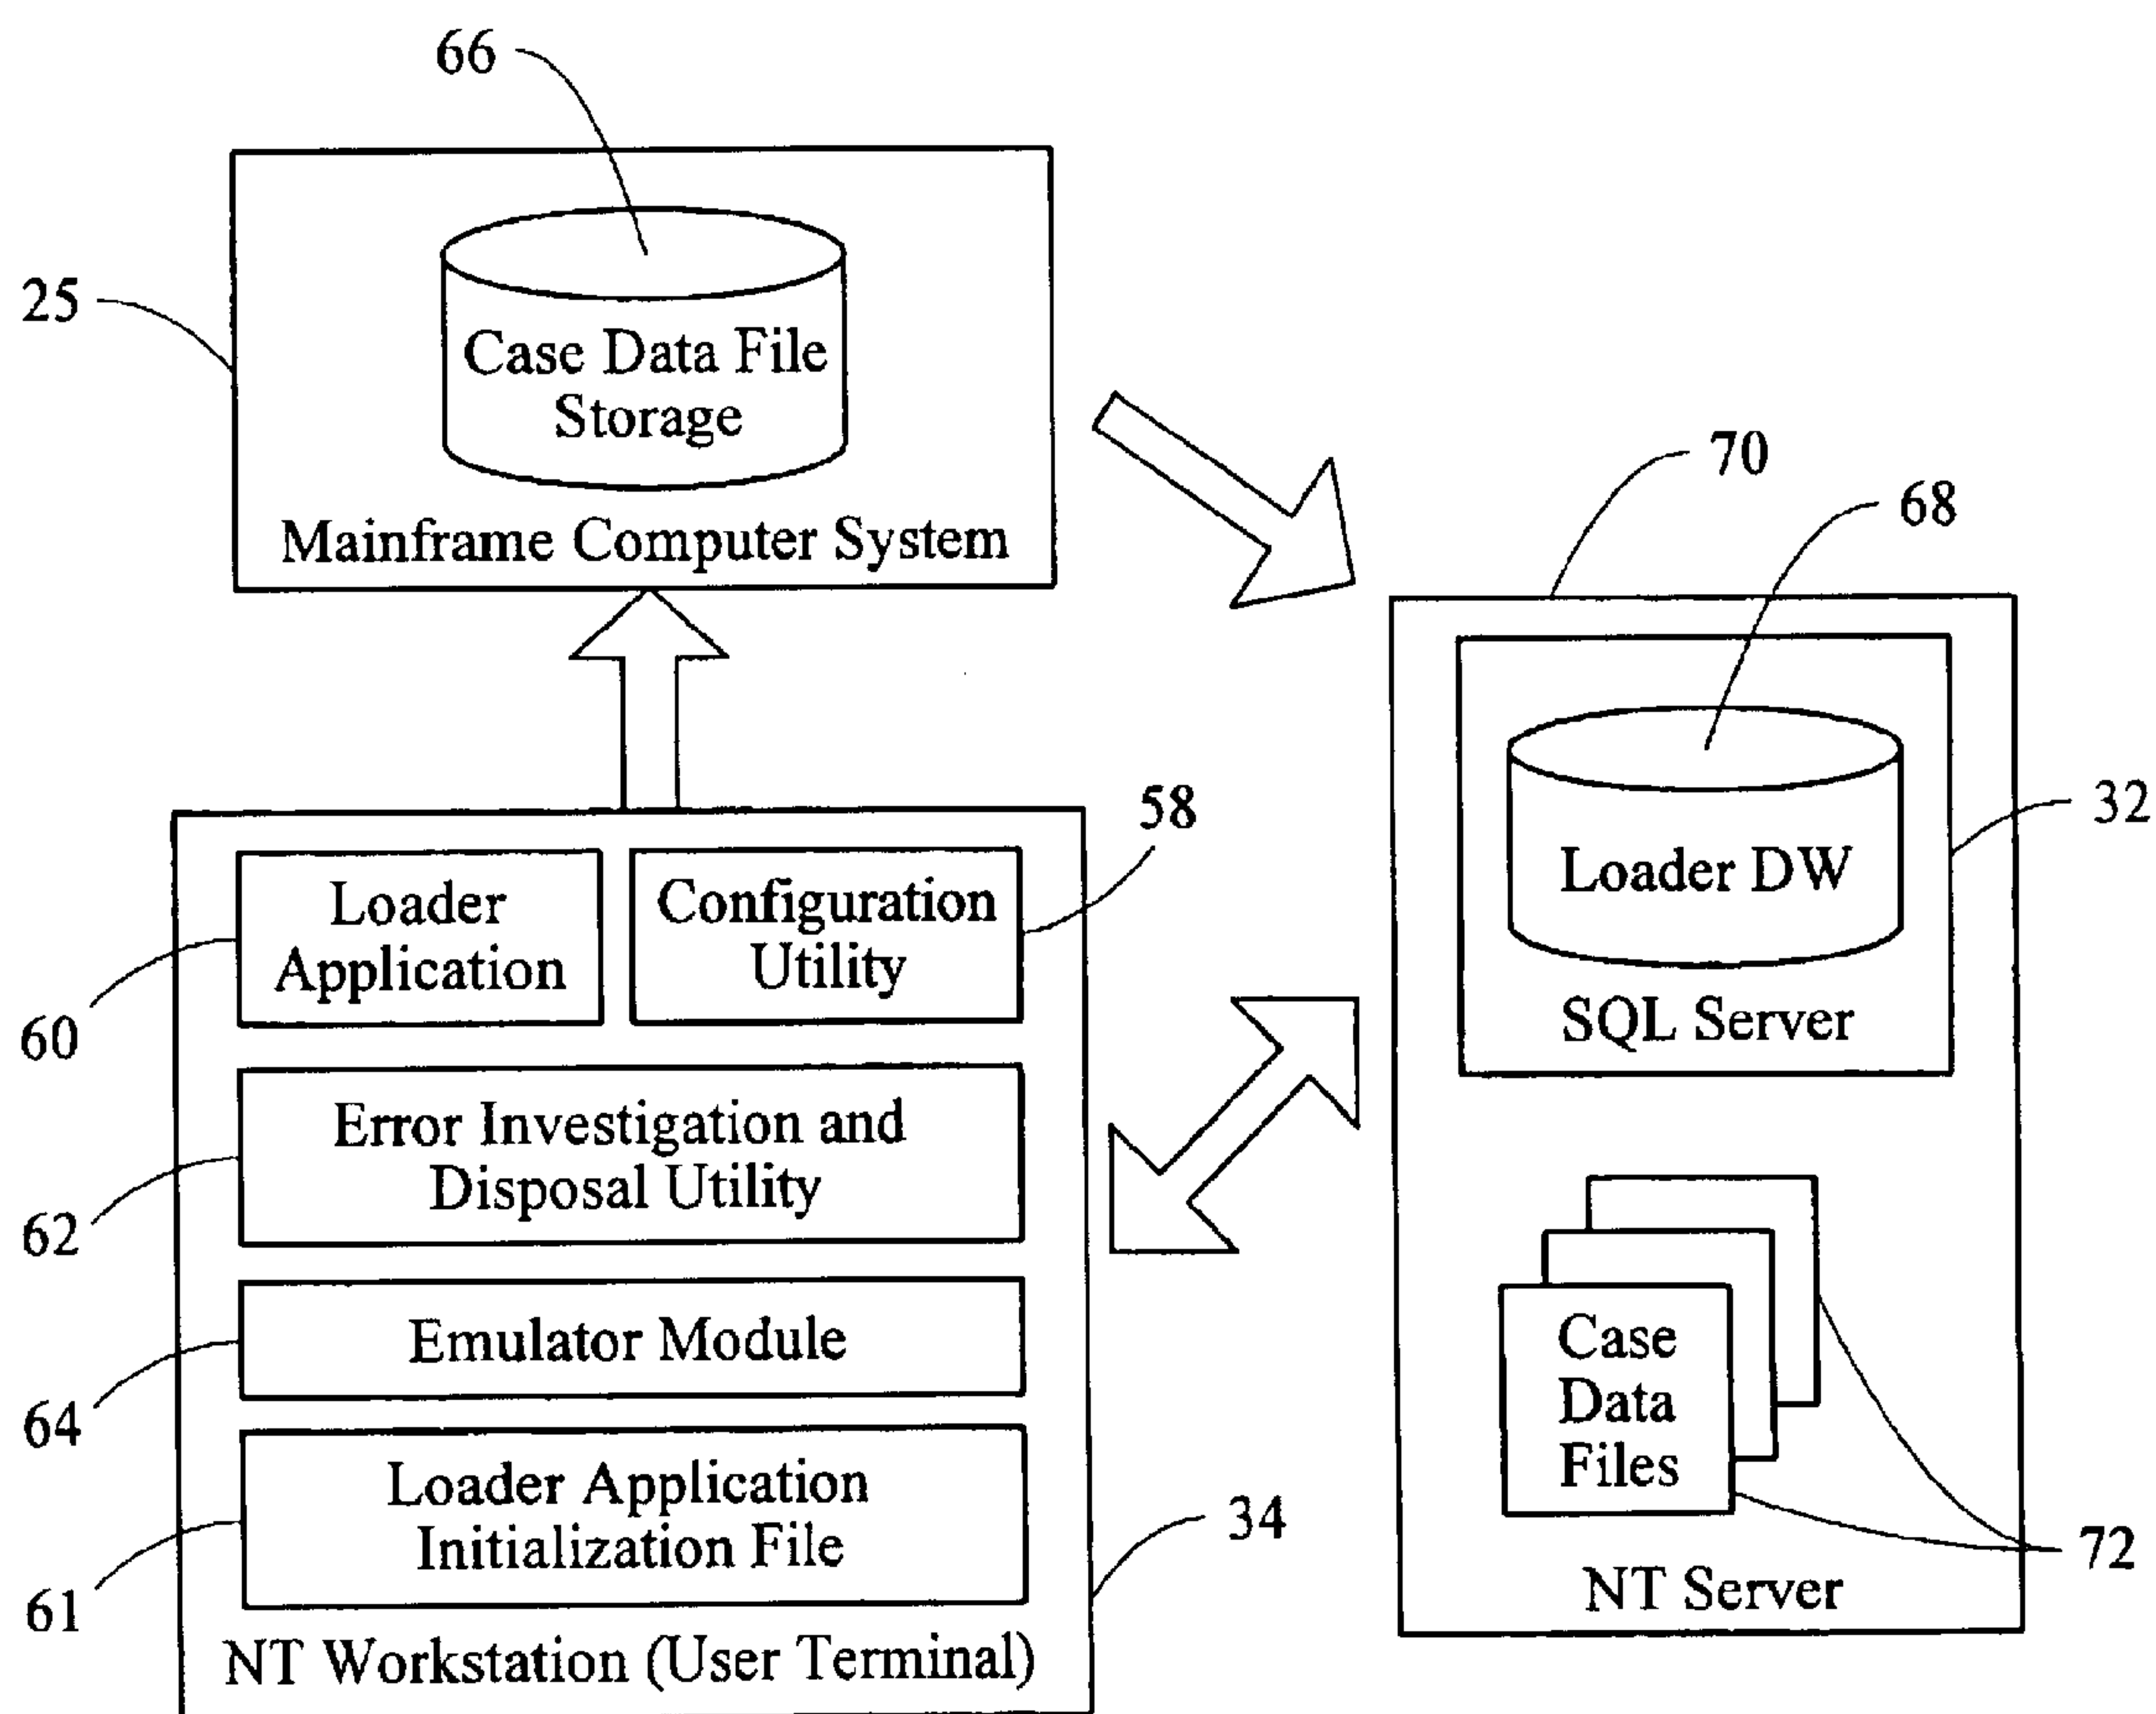 66
25
Case Data File
Storage
Mainframe Computer System
70
68
Loader DW
32
SQL Server
58
Loader
Application
Configuration
Utility
60
Error Investigation and
Disposal Utility
62
Emulator Module
64
Loader Application
Initialization File
61
34
NT Workstation (User Terminal)
Case
Data
Files
72
NT Server